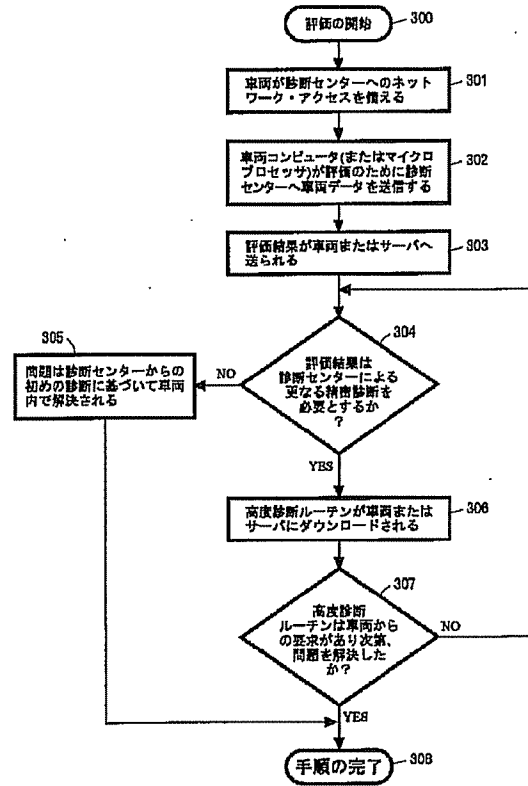 評価の開始
300
車両が診断センターへのネット
ワーク・アクセスを備える
301
車両コンピュータ(またはマイクロ
プロセッサ)が評価のために診断
センターへ車両データを送信する
302
評価結果が車両またはサーバへ
送られる
303
304
評価結果は
診断センターによる
更なる精密診断を
必要とするか
?
305
問題は診断センターからの
初めの診断に基づいて車両
内で解決される
NO
YES
高度診断ルーチンが車両または
サーバにダウンロードされる
306
307
高度診断
ルーチンは車両から
の要求があり次第、
問題を解決した
か?
NO
YES
手順の完了
308